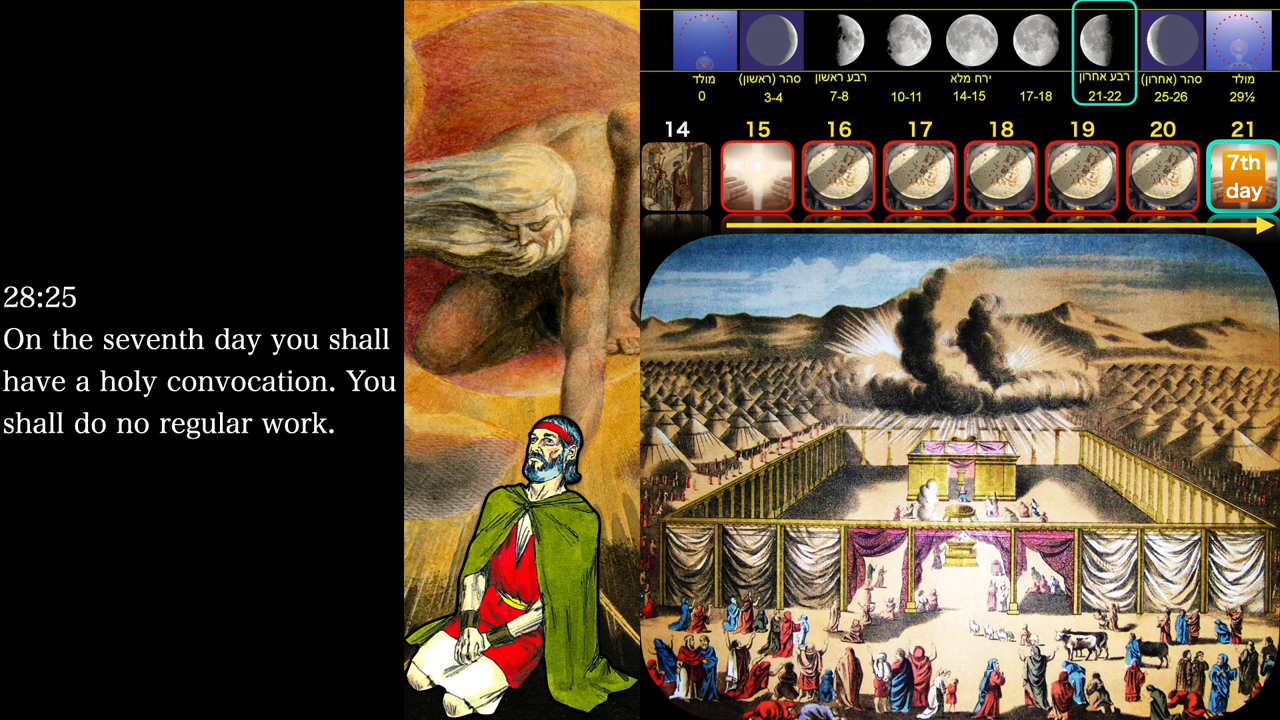 28:25
On the seventh day you shall
have a holy convocation. You
shall do no regular work.
מולד
סהר (ראשון)
רבע ראשון
ירח מלא
רבע אחרון
סהר (אחרון)
מולד
0
3-4
7-8
10-11
14-15
17-18
21-22
25-26
29½
14
15
16
17
18
19
20
21
7th
day